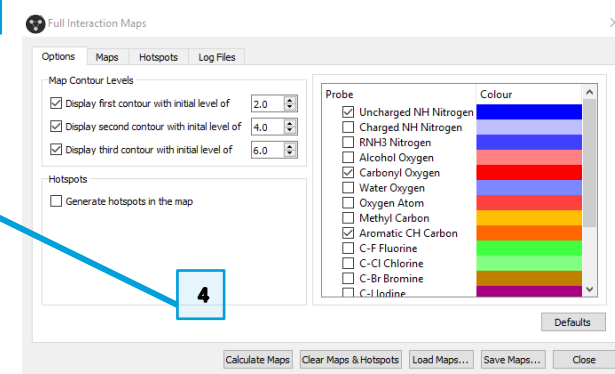 Full Interaction Maps
Options Maps Hotspots Log Files
Map Contour Levels
Display first contour with initial level of 2.0
Display second contour with inital level of 4.0
Display third contour with initial level of 6.0
Hotspots
Generate hotspots in the map
Probe Colour
Uncharged NH Nitrogen
Charged NH Nitrogen
RNH3 Nitrogen
Alcohol Oxygen
Carbonyl Oxygen
Water Oxygen
Oxygen Atom
Methyl Carbon
Aromatic CH Carbon
C-F Fluorine
C-Cl Chlorine
C-Br Bromine
C-I Iodine
4
Defaults
Calculate Maps Clear Maps & Hotspots Load Maps... Save Maps... Close